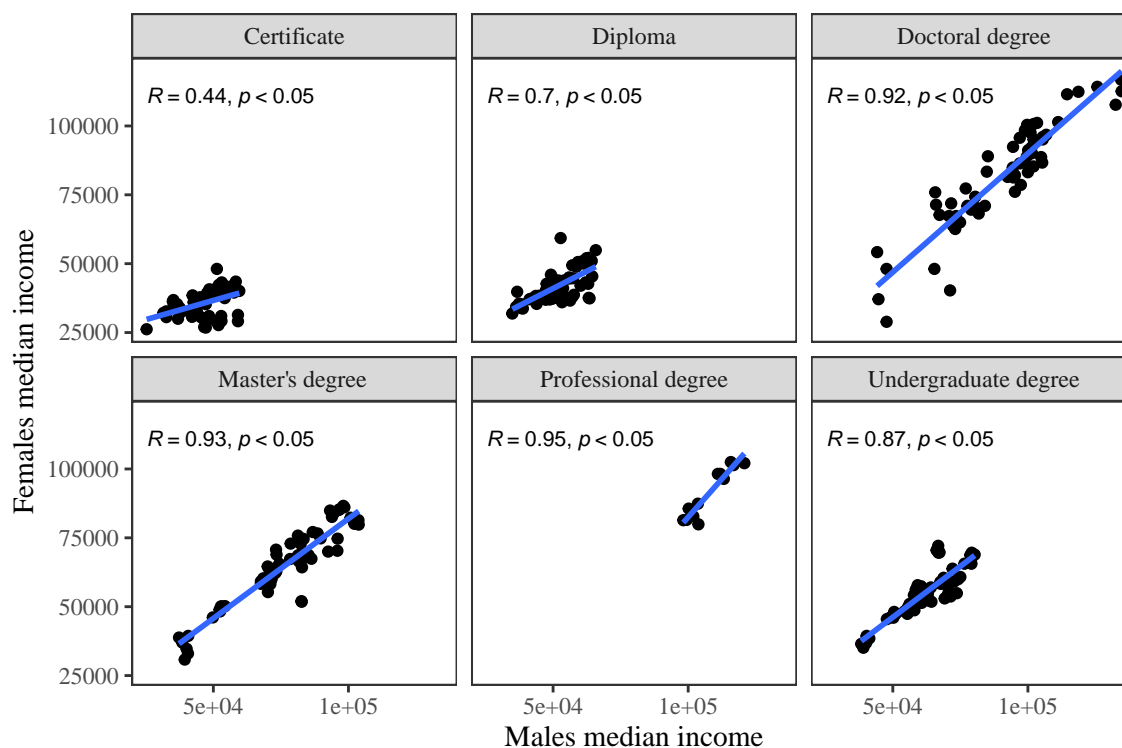 Certificate
Diploma
Doctoral degree
R = 0.44, p < 0.05
R = 0.7, p < 0.05
R = 0.92, p < 0.05
100000
75000
50000
25000
Master's degree
Professional degree
Undergraduate degree
R = 0.93, p < 0.05
R = 0.95, p < 0.05
R = 0.87, p < 0.05
100000
75000
50000
25000
Females median income
5e+04
1e+05
5e+04
1e+05
5e+04
1e+05
Males median income